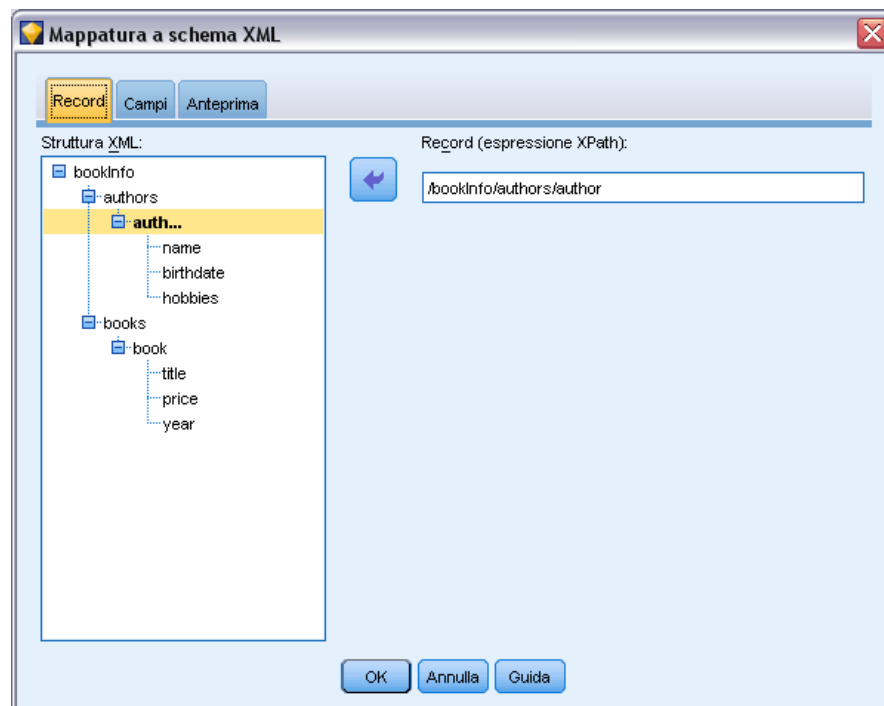 Mappatura a schema XML
Record Campi Anteprima
Struttura XML:
Record (espressione XPath):
bookInfo
authors
auth...
name
birthdate
hobbies
books
book
title
price
year
/bookInfo/authors/author
OK Annulla Guida